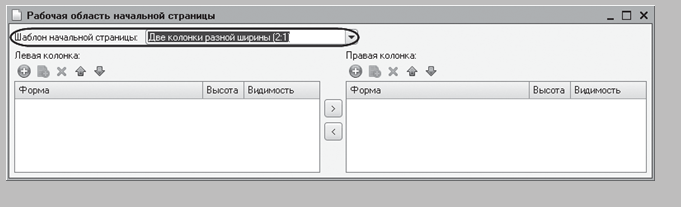 Рабочая область начальной страницы
Шаблон начальной страницы: Две колонки разной ширины (2:1)
Левая колонка: Правая колонка:
Форма Высота Видимость Форма Высота Видимость